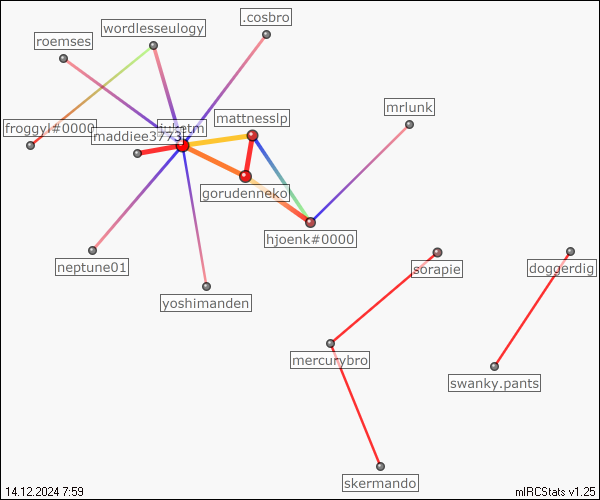 .cosbro
wordlesseulogy
roemses
mrlunk
mattnesslp
froggyl#0000
maddiee3773
gorudenneko
hjoenk#0000
neptune01
sorapie
doggerdig
yoshimanden
mercurybro
swanky.pants
skermando
14.12.2024 7:59
mIRCStats v1.25